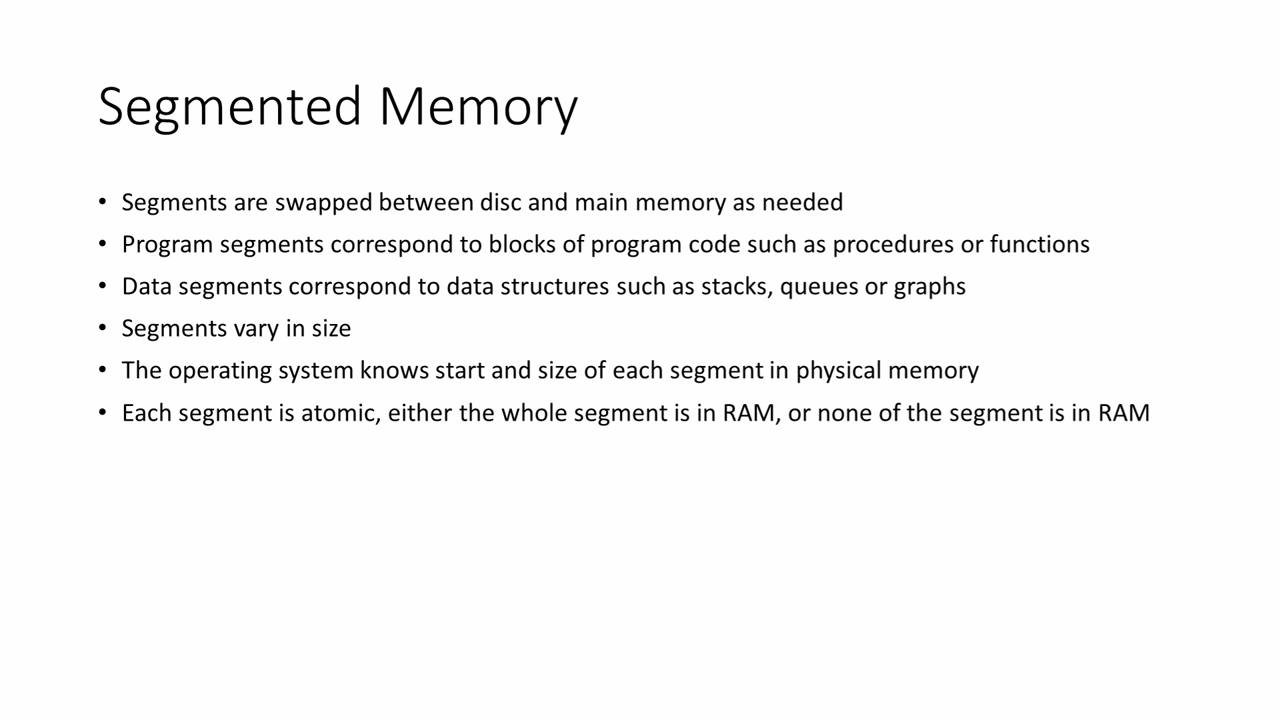 Segmented Memory
• Segments are swapped between disc and main memory as needed
• Program segments correspond to blocks of program code such as procedures or functions
• Data segments correspond to data structures such as stacks, queues or graphs
• Segments vary in size
• The operating system knows start and size of each segment in physical memory
• Each segment is atomic, either the whole segment is in RAM, or none of the segment is in RAM